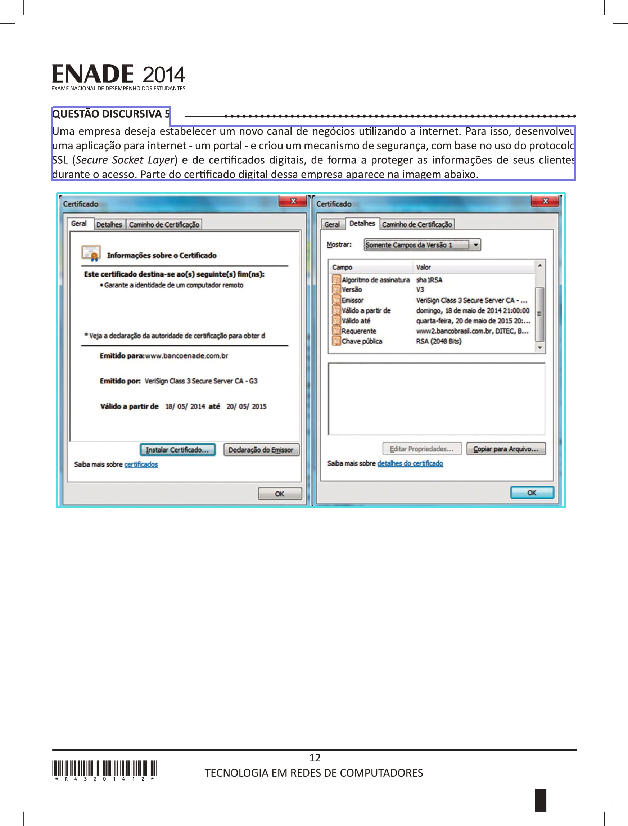 ENADE 2014
EXAME NACIONAL DE DESEMPENHO DOS ESTUDANTES
QUESTÃO DISCURSIVA 5
Uma empresa deseja estabelecer um novo canal de negócios utilizando a internet. Para isso, desenvolveu
uma aplicação para internet - um portal - e criou um mecanismo de segurança, com base no uso do protocolo
SSL (Secure Socket Layer) e de certificados digitais, de forma a proteger as informações de seus clientes
durante o acesso. Parte do certificado digital dessa empresa aparece na imagem abaixo.
Certificado
Geral Detalhes Caminho de Certificação
Informações sobre o Certificado
Este certificado destina-se ao(s) seguinte(s) fim(ns):
• Garante a identidade de um computador remoto
* Veja a declaração da autoridade de certificação para obter d
Emitido para: www.bancoenade.com.br
Emitido por: VeriSign Class 3 Secure Server CA - G3
Válido a partir de 18/ 05/ 2014 até 20/ 05/ 2015
Instalar Certificado... Declaração do Emissor
Saiba mais sobre certificados
OK
Certificado
Geral Detalhes Caminho de Certificação
Mostrar: Somente Campos da Versão 1
Campo Valor
Algoritmo de assinatura sha1RSA
Versão V3
Emissor VeriSign Class 3 Secure Server CA - ...
Válido a partir de domingo, 18 de maio de 2014 21:00:00
Válido até quarta-feira, 20 de maio de 2015 20:...
Requerente www2.bancobrasil.com.br, DITEC, B...
Chave pública RSA (2048 Bits)
Editar Propriedades... Copiar para Arquivo...
Saiba mais sobre detalhes do certificado
OK
12
TECNOLOGIA EM REDES DE COMPUTADORES
* R 4 3 2 0 1 4 1 2 *